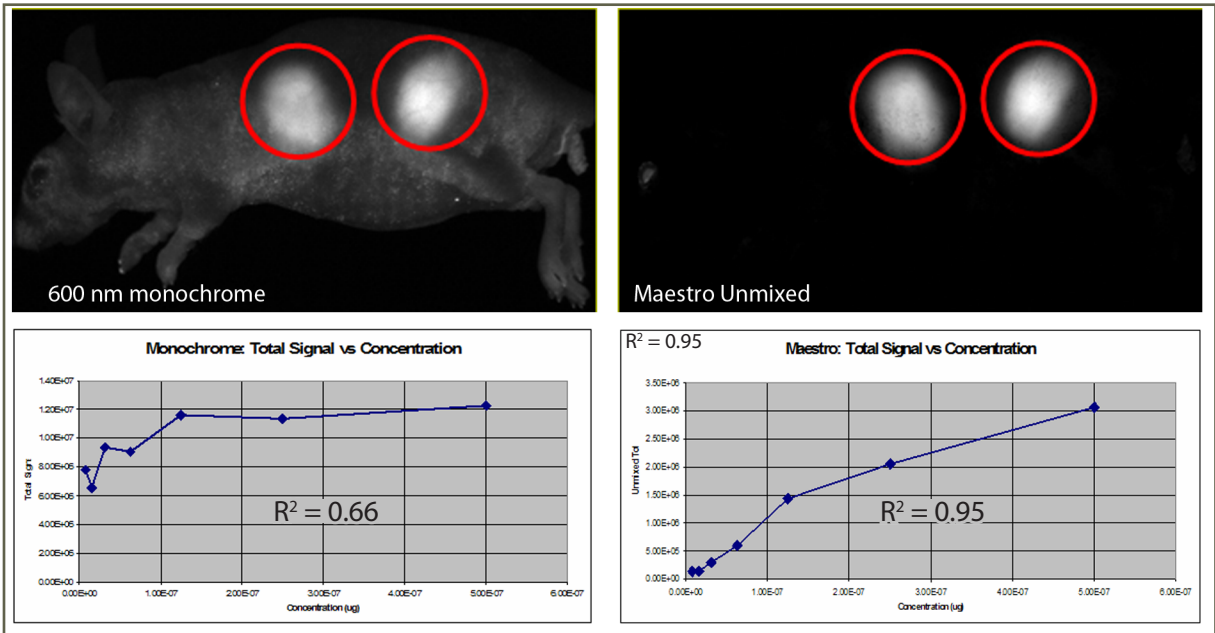 600 nm monochrome
Maestro Unmixed
Monochrome: Total Signal vs Concentration
1.40E+07
1.20E+07
1.00E+07
8.00E+06
6.00E+06
4.00E+06
2.00E+06
0.00E+00
Total Signl
R² = 0.66
0.00E+00 1.00E-07 2.00E-07 3.00E-07 4.00E-07 5.00E-07 6.00E-07
Concentration (ug)
R² = 0.95
Maestro: Total Signal vs Concentration
3.50E+06
3.00E+06
2.50E+06
2.00E+06
1.50E+06
1.00E+06
5.00E+05
0.00E+00
Unmixed Totl
R² = 0.95
0.00E+00 1.00E-07 2.00E-07 3.00E-07 4.00E-07 5.00E-07 6.00E-07
Concentration (ug)